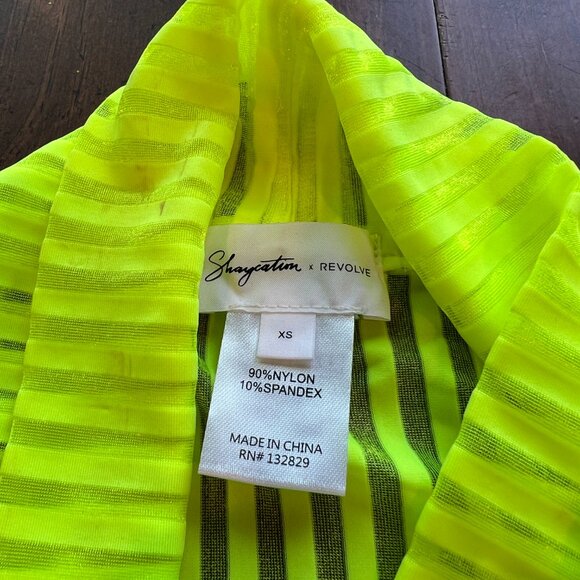 Shaycation x REVOLVE
XS
90%NYLON
10%SPANDEX
MADE IN CHINA
RN# 132829